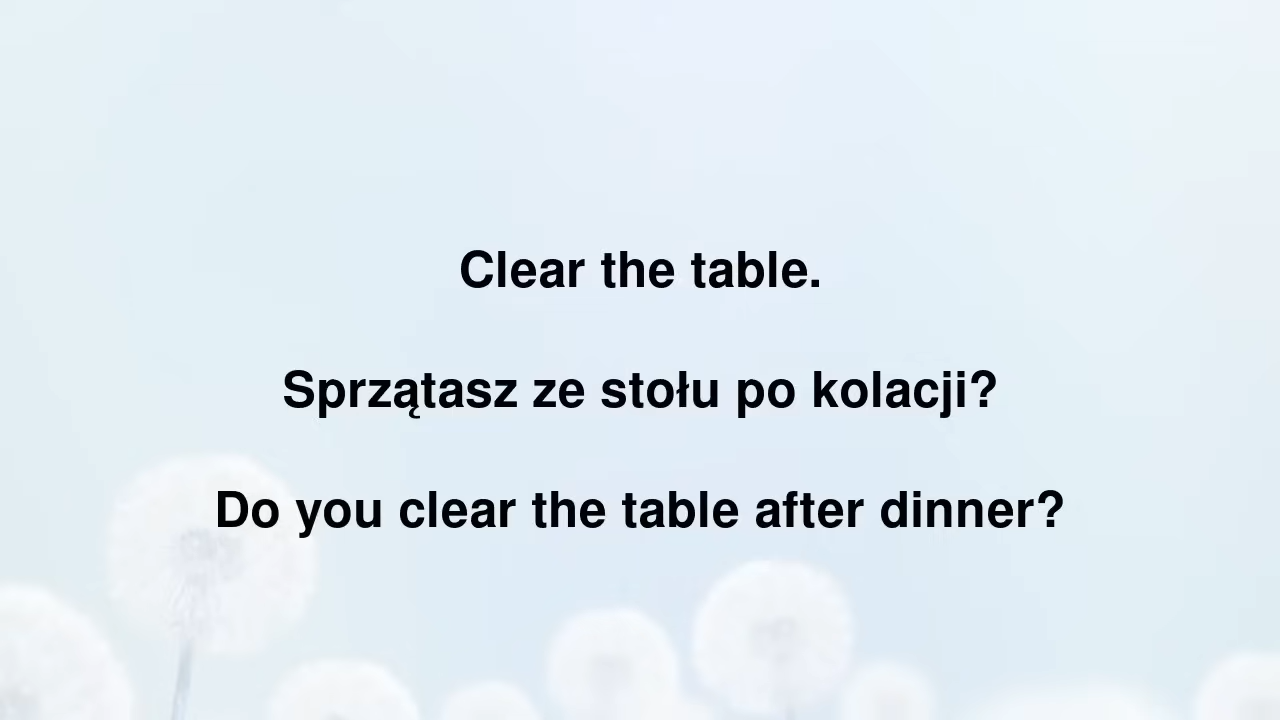 Clear the table.
Sprzątasz ze stołu po kolacji?
Do you clear the table after dinner?